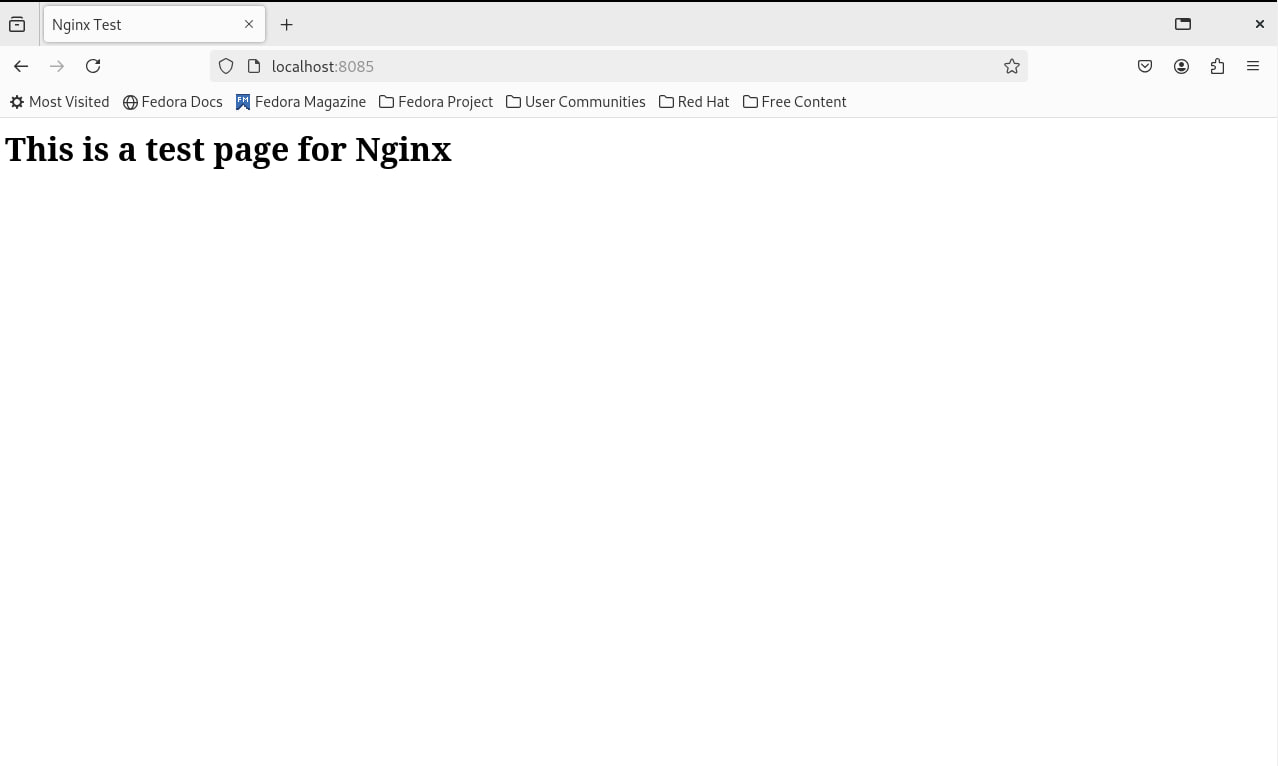 Nginx Test
localhost:8085
Most Visited Fedora Docs FM Fedora Magazine Fedora Project User Communities Red Hat Free Content
This is a test page for Nginx